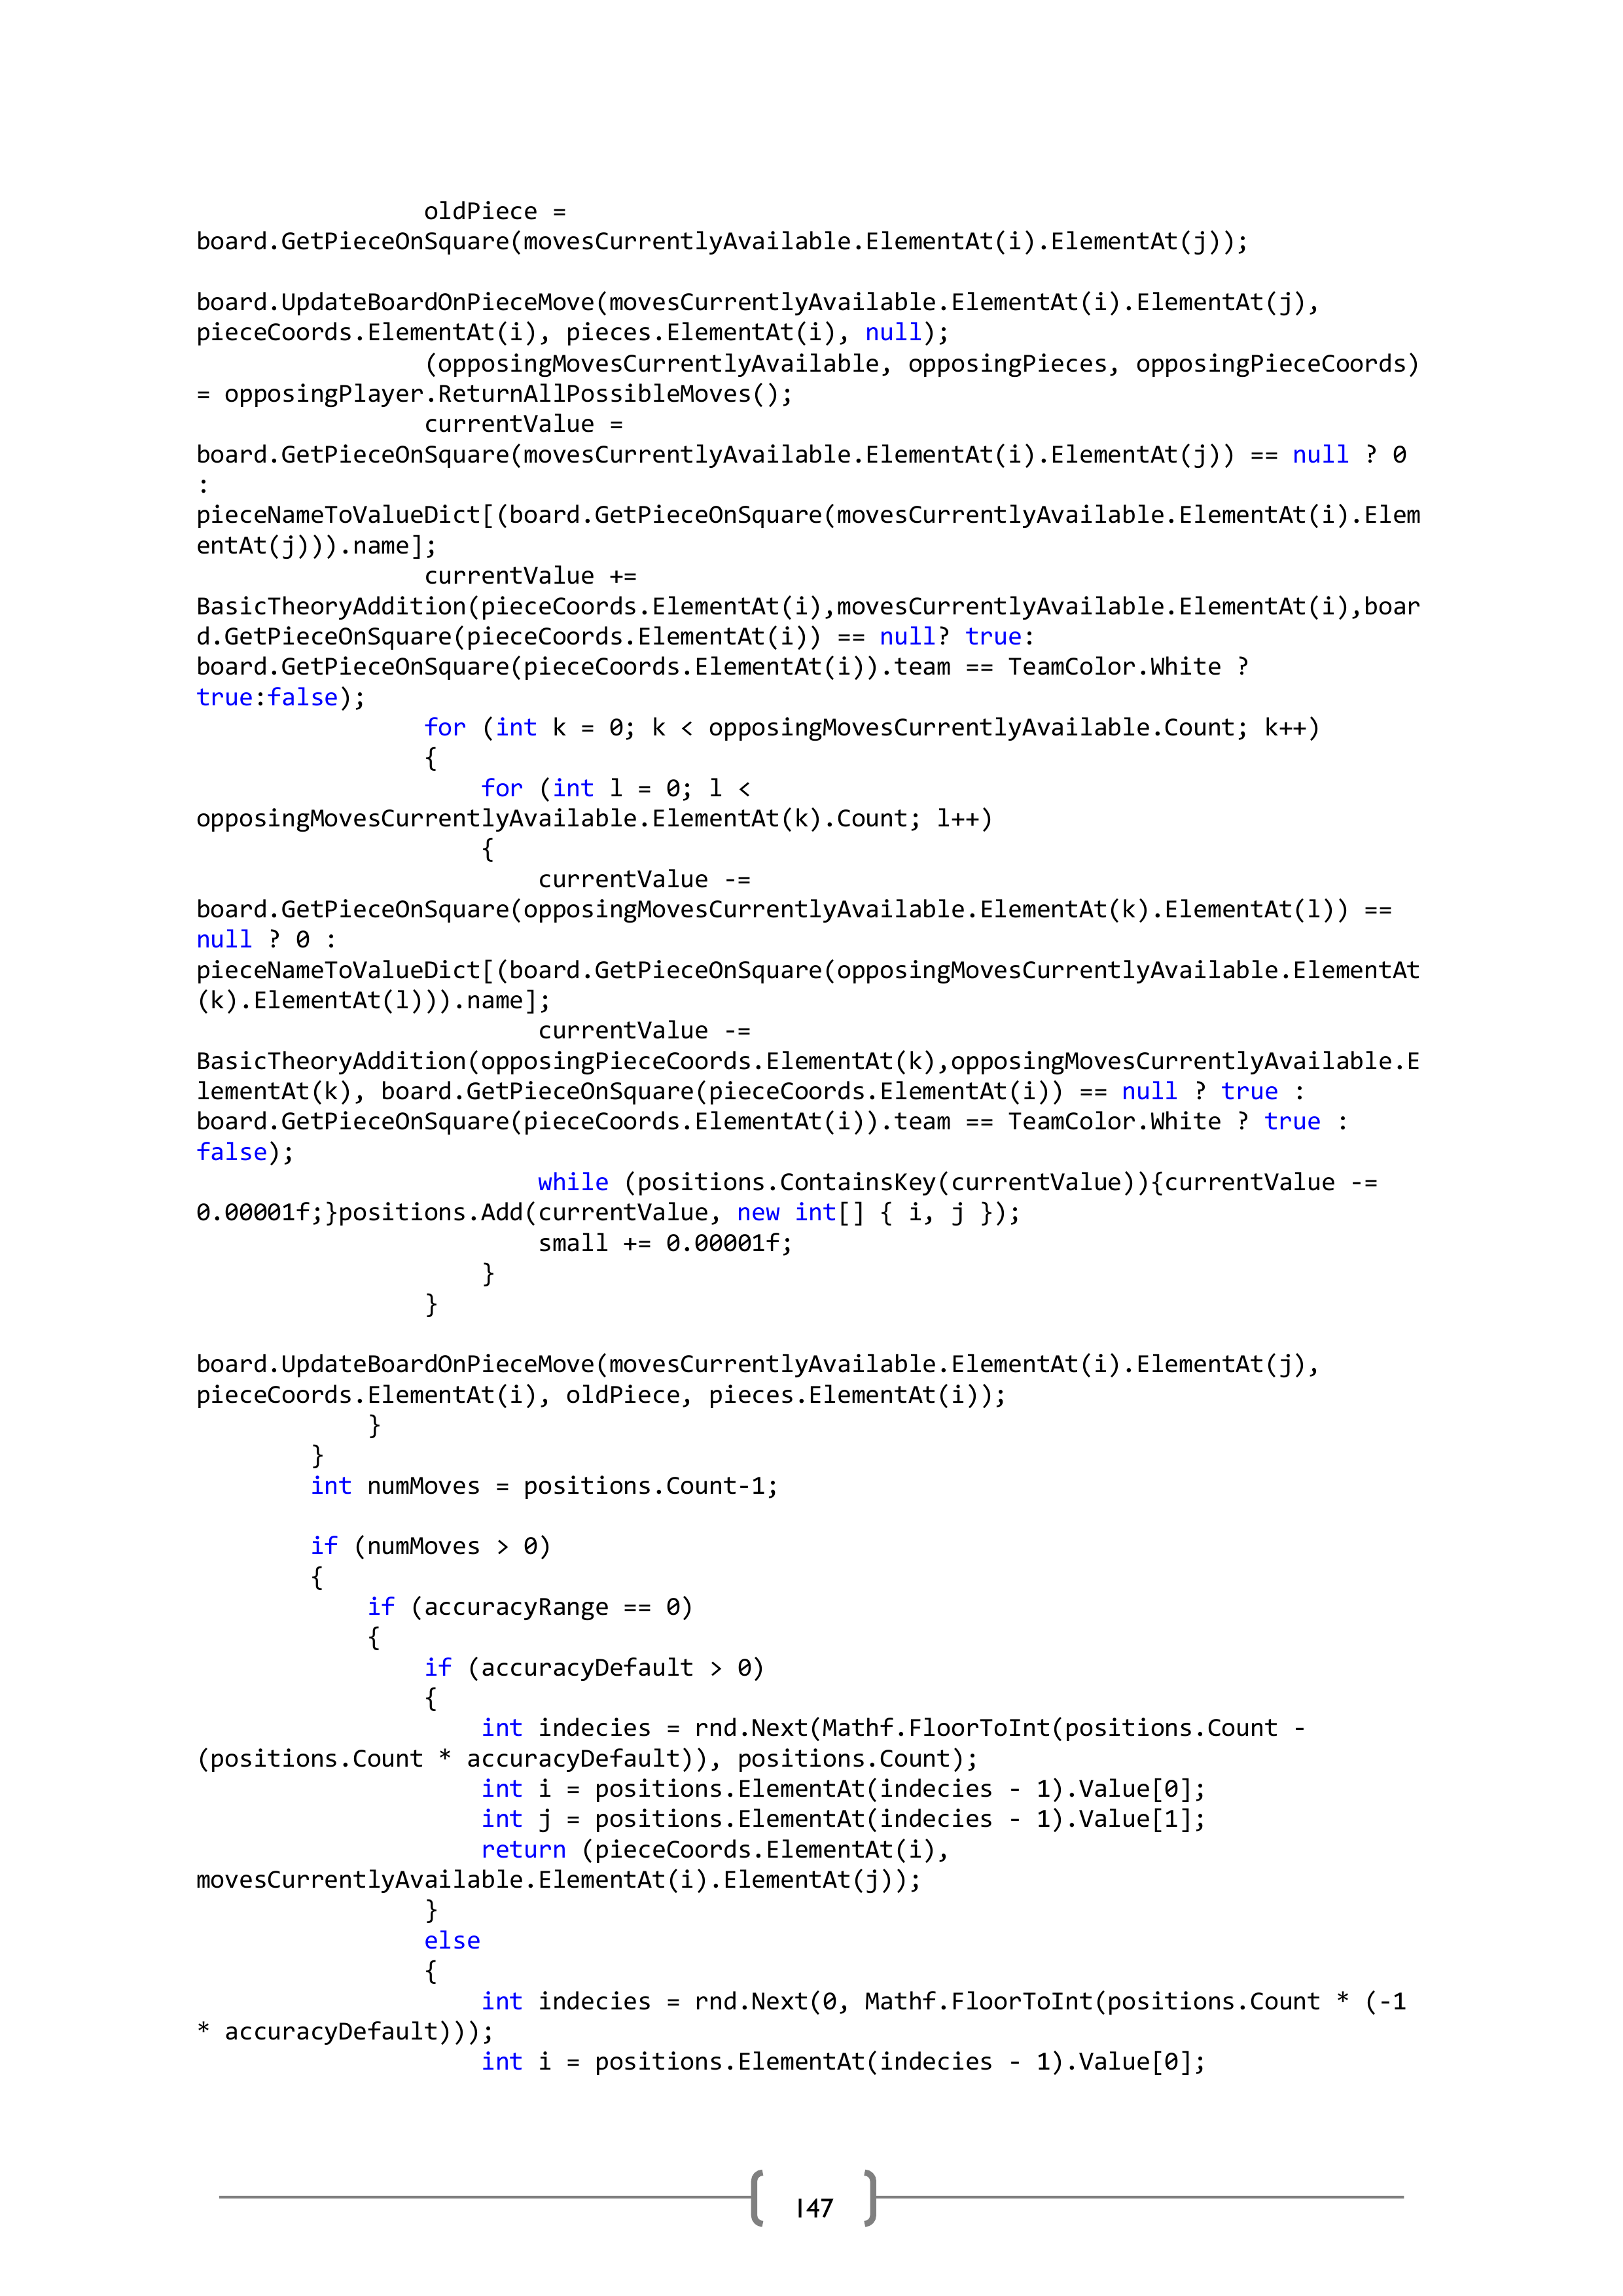 oldPiece =
board.GetPieceOnSquare(movesCurrentlyAvailable.ElementAt(i).ElementAt(j));
board.UpdateBoardOnPieceMove(movesCurrentlyAvailable.ElementAt(i).ElementAt(j),
pieceCoords.ElementAt(i), pieces.ElementAt(i), null);
(opposingMovesCurrentlyAvailable, opposingPieces, opposingPieceCoords)
= opposingPlayer.ReturnAllPossibleMoves();
currentValue =
board.GetPieceOnSquare(movesCurrentlyAvailable.ElementAt(i).ElementAt(j)) == null ? 0
:
pieceNameToValueDict[(board.GetPieceOnSquare(movesCurrentlyAvailable.ElementAt(i).Elem
entAt(j))).name];
currentValue +=
BasicTheoryAddition(pieceCoords.ElementAt(i),movesCurrentlyAvailable.ElementAt(i),boar
d.GetPieceOnSquare(pieceCoords.ElementAt(i)) == null? true:
board.GetPieceOnSquare(pieceCoords.ElementAt(i)).team == TeamColor.White ?
true:false);
for (int k = 0; k < opposingMovesCurrentlyAvailable.Count; k++)
{
for (int l = 0; l <
opposingMovesCurrentlyAvailable.ElementAt(k).Count; l++)
{
currentValue -=
board.GetPieceOnSquare(opposingMovesCurrentlyAvailable.ElementAt(k).ElementAt(l)) ==
null ? 0 :
pieceNameToValueDict[(board.GetPieceOnSquare(opposingMovesCurrentlyAvailable.ElementAt
(k).ElementAt(l))).name];
currentValue -=
BasicTheoryAddition(opposingPieceCoords.ElementAt(k),opposingMovesCurrentlyAvailable.E
lementAt(k), board.GetPieceOnSquare(pieceCoords.ElementAt(i)) == null ? true :
board.GetPieceOnSquare(pieceCoords.ElementAt(i)).team == TeamColor.White ? true :
false);
while (positions.ContainsKey(currentValue)){currentValue -=
0.00001f;}positions.Add(currentValue, new int[] { i, j });
small += 0.00001f;
}
}
board.UpdateBoardOnPieceMove(movesCurrentlyAvailable.ElementAt(i).ElementAt(j),
pieceCoords.ElementAt(i), oldPiece, pieces.ElementAt(i));
}
}
int numMoves = positions.Count-1;
if (numMoves > 0)
{
if (accuracyRange == 0)
{
if (accuracyDefault > 0)
{
int indecies = rnd.Next(Mathf.FloorToInt(positions.Count -
(positions.Count * accuracyDefault)), positions.Count);
int i = positions.ElementAt(indecies - 1).Value[0];
int j = positions.ElementAt(indecies - 1).Value[1];
return (pieceCoords.ElementAt(i),
movesCurrentlyAvailable.ElementAt(i).ElementAt(j));
}
else
{
int indecies = rnd.Next(0, Mathf.FloorToInt(positions.Count * (-1
* accuracyDefault)));
int i = positions.ElementAt(indecies - 1).Value[0];
147